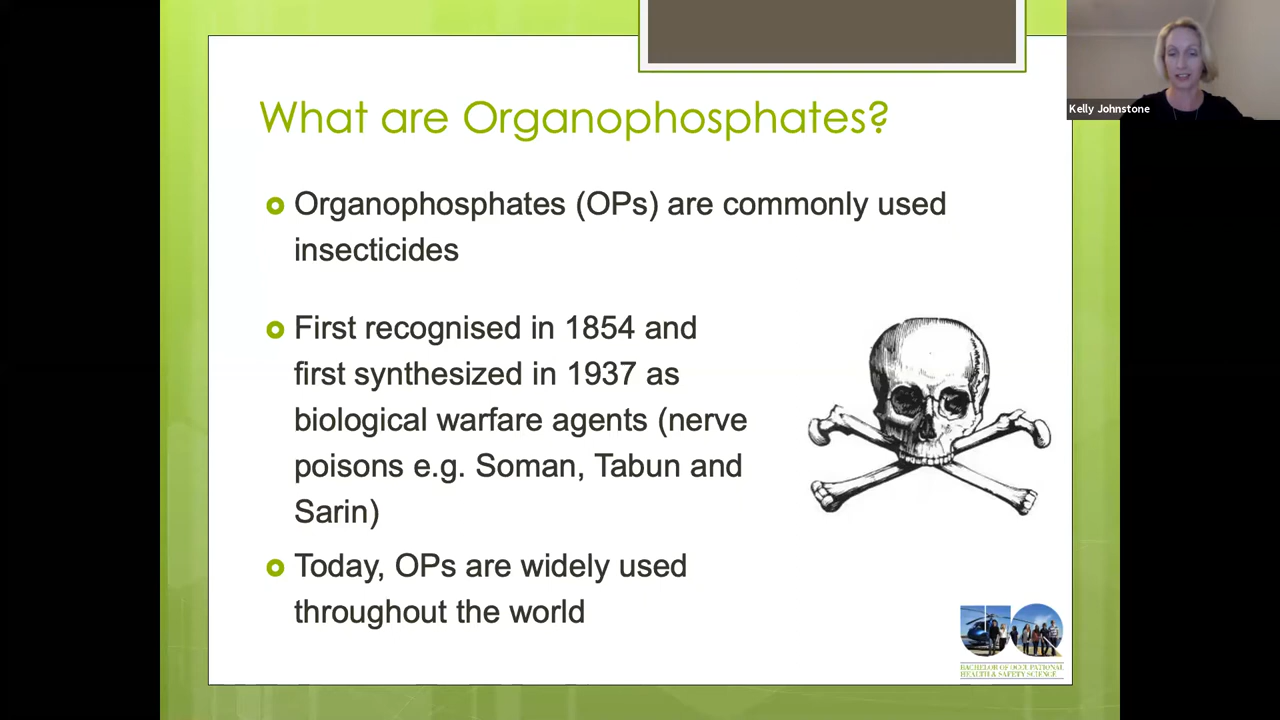 Kelly Johnstone
What are Organophosphates?
Organophosphates (OPs) are commonly used
insecticides
First recognised in 1854 and
first synthesized in 1937 as
biological warfare agents (nerve
poisons e.g. Soman, Tabun and
Sarin)
Today, OPs are widely used
throughout the world
UQ
BACHELOR OF OCCUPATIONAL
HEALTH & SAFETY SCIENCE